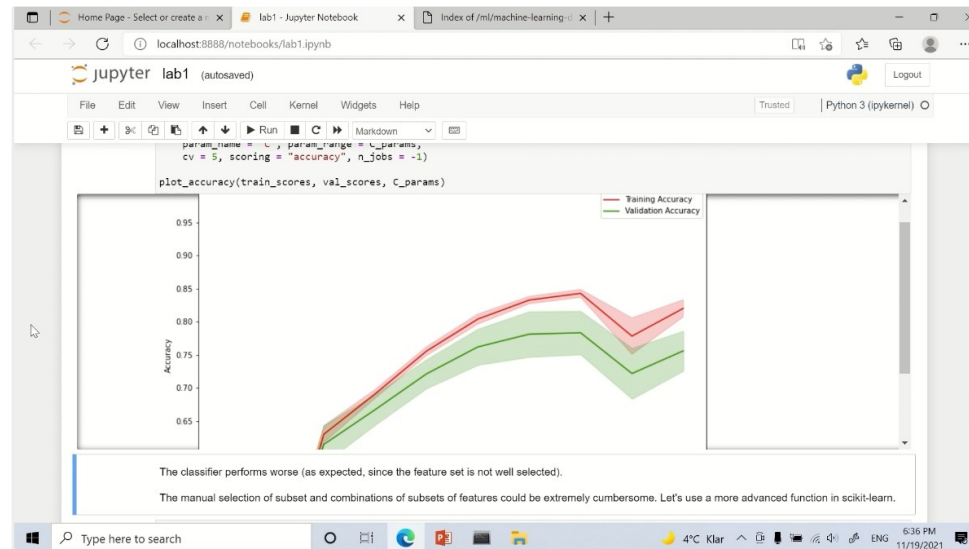 Home Page - Select or create a n
lab1 - Jupyter Notebook
Index of /ml/machine-learning-d
localhost:8888/notebooks/lab1.ipynb
jupyter lab1 (autosaved)
Logout
File Edit View Insert Cell Kernel Widgets Help
Trusted
Python 3 (ipykernel)
Run
Markdown
param_name = "C", param_range = C_params,
cv = 5, scoring = "accuracy", n_jobs = -1)
plot_accuracy(train_scores, val_scores, C_params)
Training Accuracy
Validation Accuracy
0.95
0.90
0.85
0.80
0.75
0.70
0.65
Accuracy
The classifier performs worse (as expected, since the feature set is not well selected).
The manual selection of subset and combinations of subsets of features could be extremely cumbersome. Let's use a more advanced function in scikit-learn.
Type here to search
4°C Klar
ENG
6:36 PM
11/19/2021